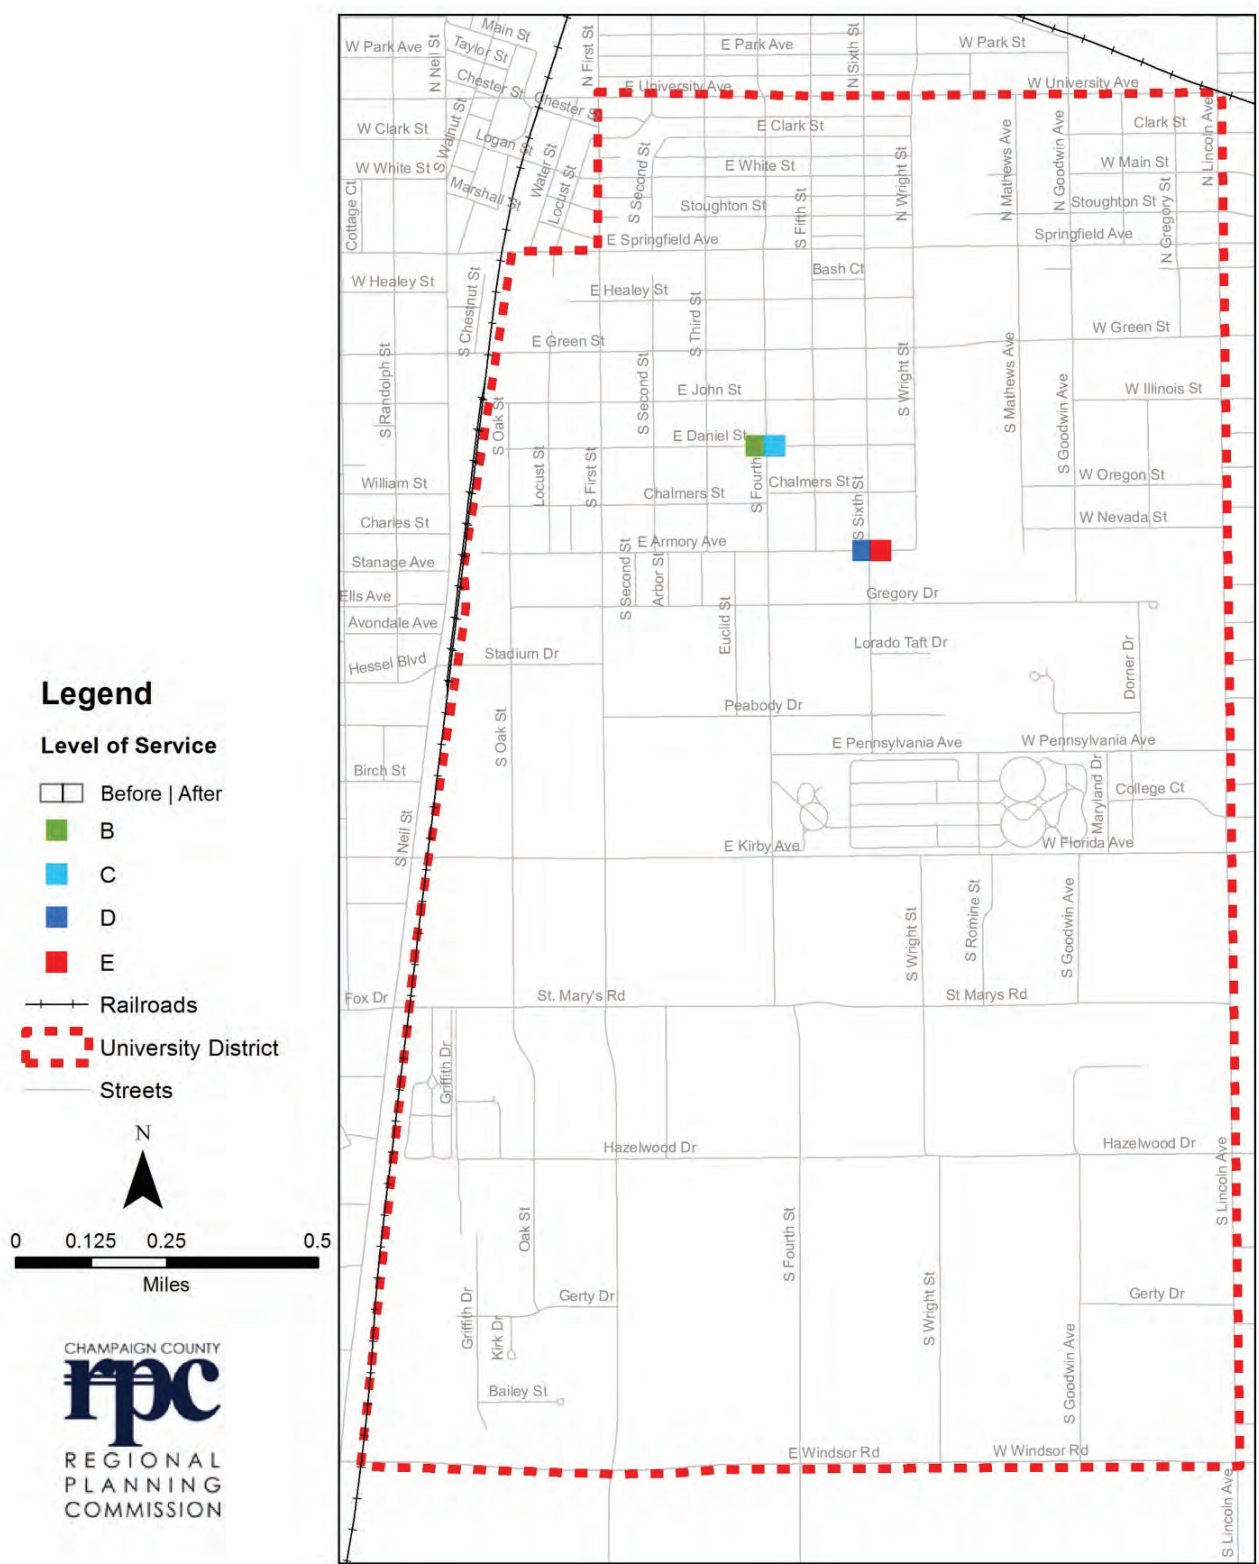 Main St
W Park Ave
N Neil St
Taylor St
N First St
E Park Ave
N Sixth St
W Park St
Chester St
E University Ave
W University Ave
Chester St
W Clark St
S Walnut St
Logan St
E Clark St
N Mathews Ave
N Goodwin Ave
Clark St
N Lincoln Ave
W White St
Water St
Locust St
S Second St
E White St
N Wright St
W Main St
Marshall St
Cottage Ct
Stoughton St
S Fifth St
Stoughton St
N Gregory St
E Springfield Ave
Springfield Ave
W Healey St
S Chestnut St
E Healey St
Bash Ct
S Third St
E Green St
W Green St
S Randolph St
S Second St
E John St
S Wright St
S Mathews Ave
S Goodwin Ave
W Illinois St
S Oak St
E Daniel St
Locust St
S First St
S Fourth
William St
Chalmers St
Chalmers St
S Sixth St
W Oregon St
Charles St
W Nevada St
Stanage Ave
S Second St
E Armory Ave
Arbor St
Ells Ave
Euclid St
Gregory Dr
Avondale Ave
Lorado Taft Dr
Dorner Dr
Hessel Blvd
Stadium Dr
S Oak St
Peabody Dr
E Pennsylvania Ave
W Pennsylvania Ave
Birch St
Maryland Dr
College Ct
S Neil St
E Kirby Ave
W Florida Ave
S Wright St
S Romine St
S Goodwin Ave
Fox Dr
St. Mary's Rd
St Marys Rd
Griffith Dr
Hazelwood Dr
Hazelwood Dr
S Lincoln Ave
Oak St
S Fourth St
Griffith Dr
Kirk Dr
Gerty Dr
S Wright St
Gerty Dr
S Goodwin Ave
Bailey St
E Windsor Rd
W Windsor Rd
S Lincoln Ave
Legend
Level of Service
Before | After
B
C
D
E
Railroads
University District
Streets
N
0 0.125 0.25 0.5
Miles
CHAMPAIGN COUNTY
rpc
REGIONAL
PLANNING
COMMISSION